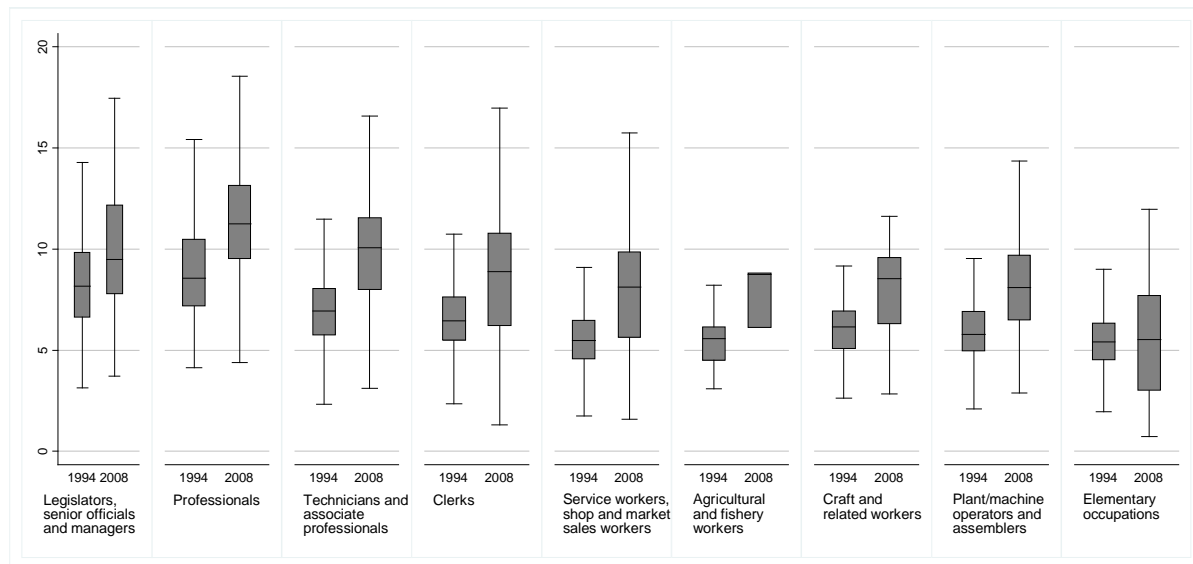 20
15
10
5
0
1994 2008
1994 2008
1994 2008
1994 2008
1994 2008
1994 2008
1994 2008
1994 2008
1994 2008
Legislators,
senior officials
and managers
Professionals
Technicians and
associate
professionals
Clerks
Service workers,
shop and market
sales workers
Agricultural
and fishery
workers
Craft and
related workers
Plant/machine
operators and
assemblers
Elementary
occupations